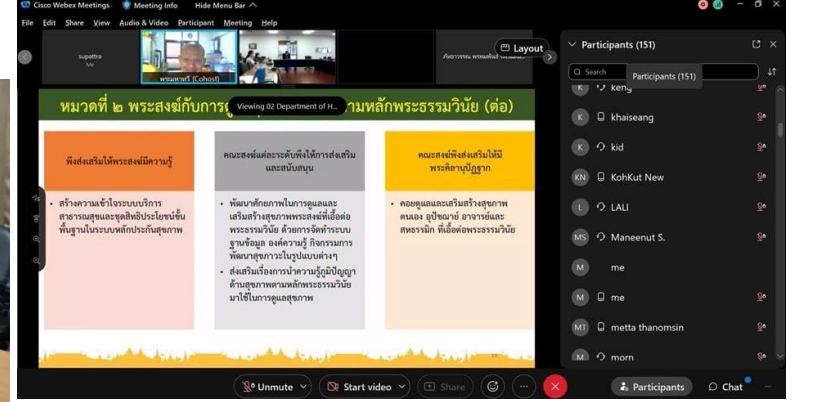 Cisco Webex Meetings
Meeting Info
Hide Menu Bar
File Edit Share View Audio & Video Participant Meeting Help
supattra
Me
พระมหาทวี (Cohost)
Layout
หมวดที่ ๒ พระสงฆ์กับการดู
Viewing 02 Department of H...
ามหลักพระธรรมวินัย (ต่อ)
พึงส่งเสริมให้พระสงฆ์มีความรู้
• สร้างความเข้าใจระบบบริการ
สาธารณสุขและชุดสิทธิประโยชน์ขั้น
พื้นฐานในระบบหลักประกันสุขภาพ
คณะสงฆ์แต่ละระดับพึงให้การส่งเสริม
และสนับสนุน
• พัฒนาศักยภาพในการดูแลและ
เสริมสร้างสุขภาพพระสงฆ์ที่เอื้อต่อ
พระธรรมวินัย ด้วยการจัดทำระบบ
ฐานข้อมูล องค์ความรู้ กิจกรรมการ
พัฒนาสุขภาวะในรูปแบบต่างๆ
• ส่งเสริมเรื่องการนำความรู้ภูมิปัญญา
ด้านสุขภาพตามหลักพระธรรมวินัย
มาใช้ในการดูแลสุขภาพ
คณะสงฆ์พึงส่งเสริมให้มี
พระคิลานุปัฏฐาก
• คอยดูแลและเสริมสร้างสุขภาพ
ตนเอง อุปัชฌาย์ อาจารย์และ
สหธรรมิก ที่เอื้อต่อพระธรรมวินัย
Participants (151)
Search
Participants (151)
K keng
K khaiseang
K kid
KN KohKut New
L LALI
MS Maneenut S.
M me
M me
MT metta thanomsin
M morn
Unmute
Start video
Share
Participants
Chat